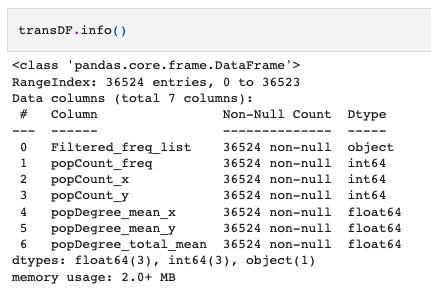 transDF.info()
<class 'pandas.core.frame.DataFrame'>
RangeIndex: 36524 entries, 0 to 36523
Data columns (total 7 columns):
 #   Column                 Non-Null Count  Dtype
---  ------                 --------------  -----
 0   Filtered_freq_list     36524 non-null  object
 1   popCount_freq          36524 non-null  int64
 2   popCount_x             36524 non-null  int64
 3   popCount_y             36524 non-null  int64
 4   popDegree_mean_x       36524 non-null  float64
 5   popDegree_mean_y       36524 non-null  float64
 6   popDegree_total_mean   36524 non-null  float64
dtypes: float64(3), int64(3), object(1)
memory usage: 2.0+ MB